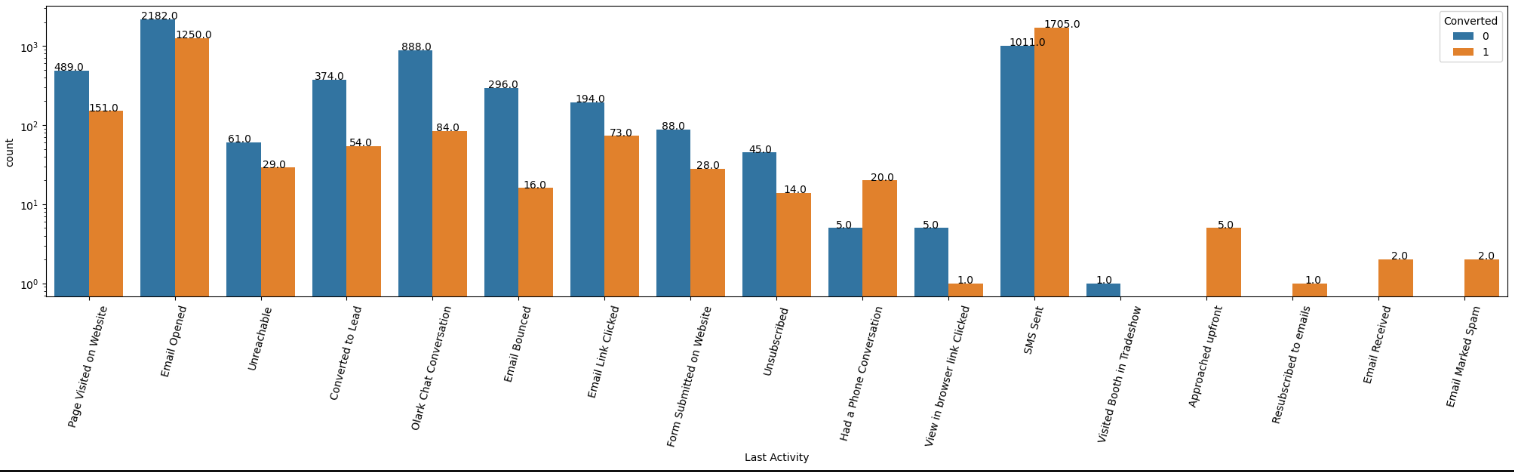 Converted
0
1
10³
10²
10¹
10⁰
count
489.0
151.0
2182.0
1250.0
61.0
29.0
374.0
54.0
888.0
84.0
296.0
16.0
194.0
73.0
88.0
28.0
45.0
14.0
5.0
20.0
5.0
1.0
1011.0
1705.0
1.0
5.0
1.0
2.0
2.0
Page Visited on Website
Email Opened
Unreachable
Converted to Lead
Olark Chat Conversation
Email Bounced
Email Link Clicked
Form Submitted on Website
Unsubscribed
Had a Phone Conversation
View in browser link Clicked
SMS Sent
Visited Booth in Tradeshow
Approached upfront
Resubscribed to emails
Email Received
Email Marked Spam
Last Activity